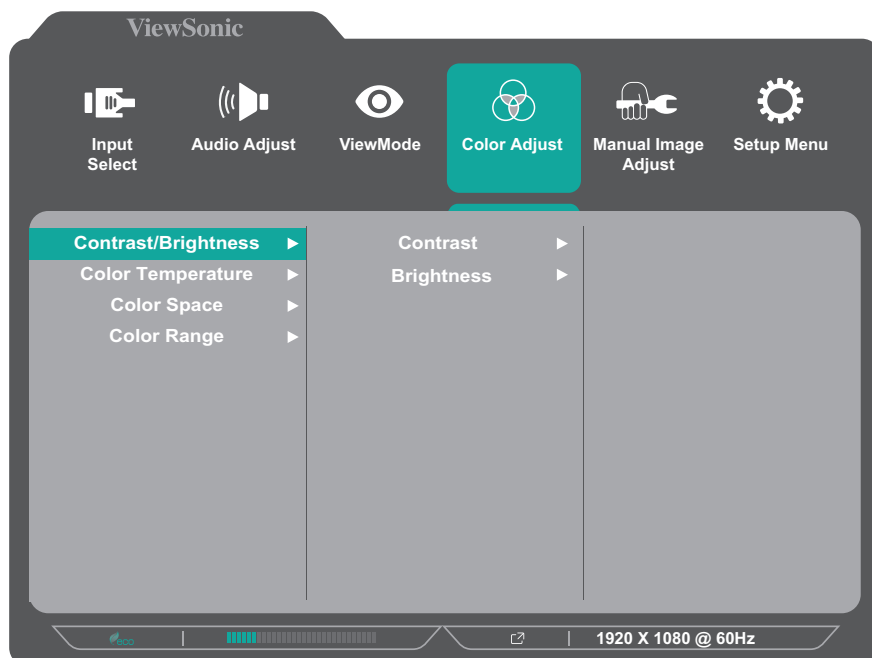 ViewSonic
Input Select
Audio Adjust
ViewMode
Color Adjust
Manual Image Adjust
Setup Menu
Contrast/Brightness
Contrast
Color Temperature
Brightness
Color Space
Color Range
eco
1920 X 1080 @ 60Hz